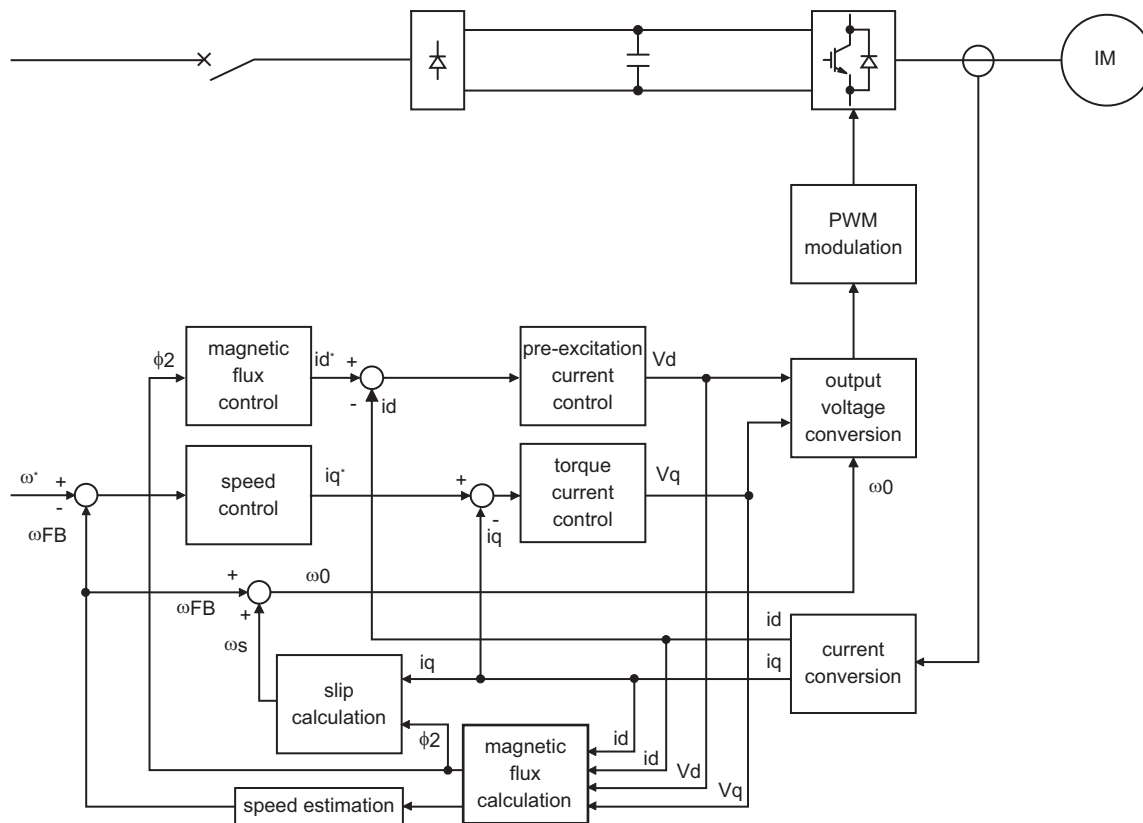 IM
PWM
modulation
ϕ2
magnetic
flux
control
id*
+
-
id
pre-excitation
current
control
Vd
output
voltage
conversion
ω*
+
-
ωFB
speed
control
iq*
+
-
iq
torque
current
control
Vq
ω0
ωFB
+
+
ω0
ωs
slip
calculation
iq
ϕ2
id
iq
current
conversion
magnetic
flux
calculation
id
id
Vd
Vq
speed estimation